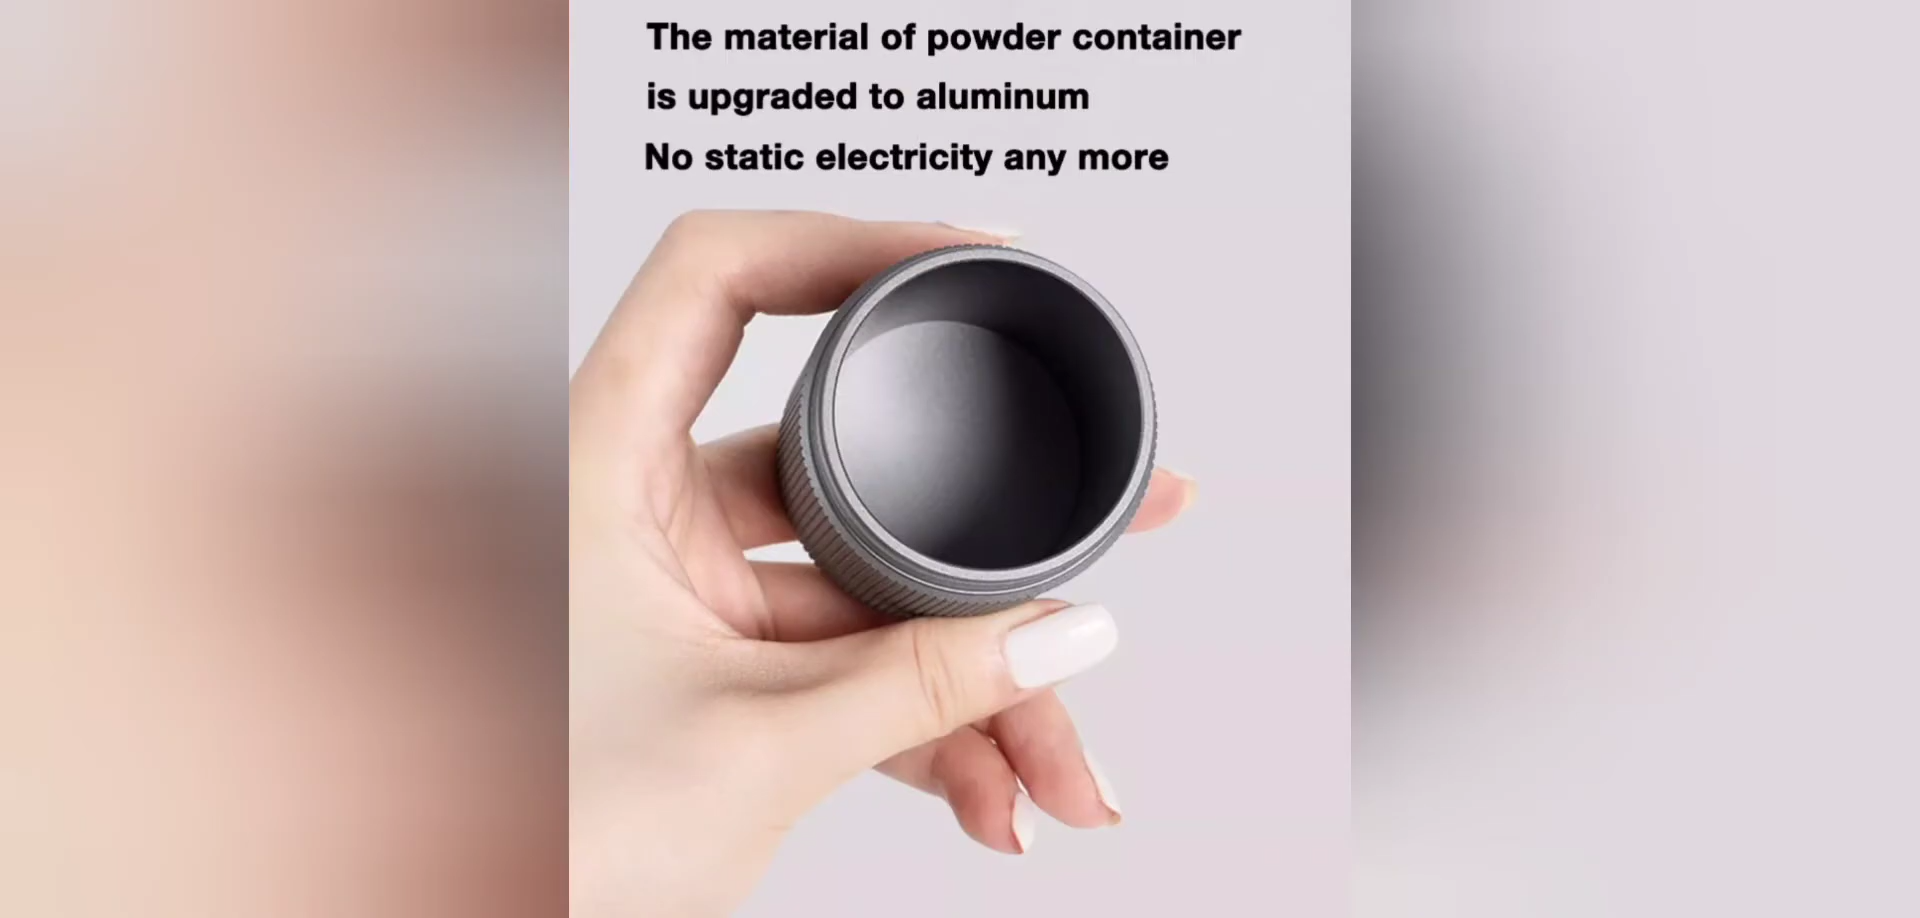 The material of powder container
is upgraded to aluminum
No static electricity any more